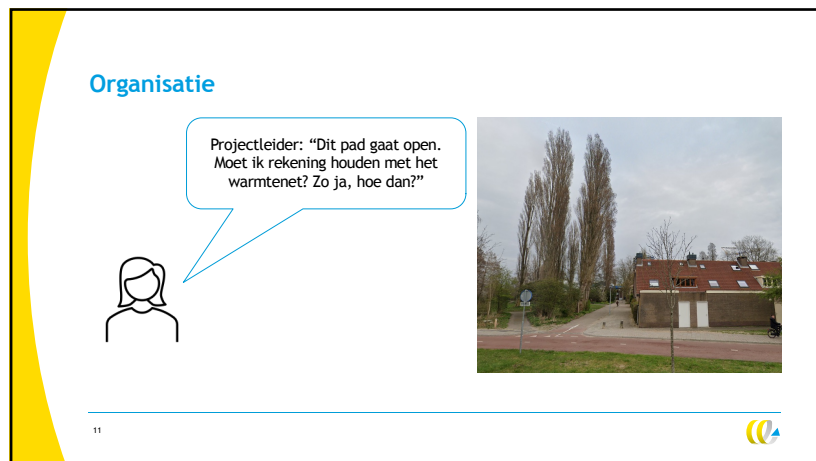 Organisatie
Projectleider: “Dit pad gaat open.
Moet ik rekening houden met het
warmtenet? Zo ja, hoe dan?”
11